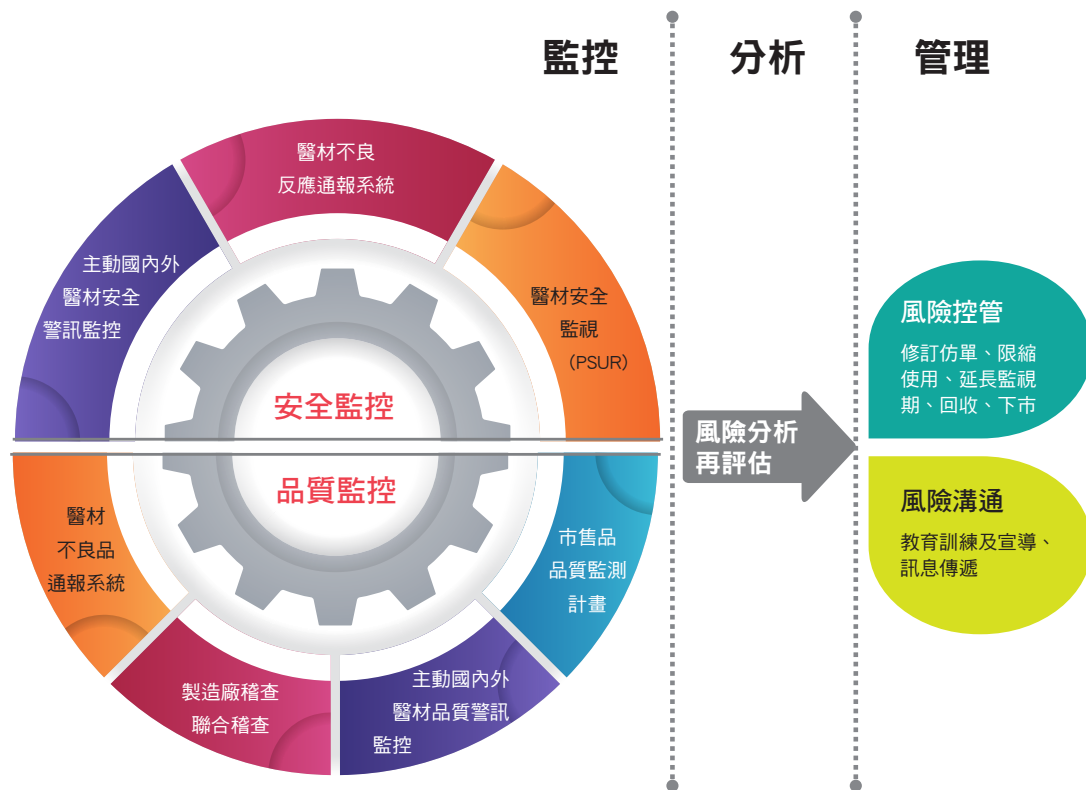 監控
分析
管理
醫材不良
反應通報系統
主動國內外
醫材安全
警訊監控
醫材安全
監視
（PSUR）
安全監控
品質監控
醫材
不良品
通報系統
製造廠稽查
聯合稽查
主動國內外
醫材品質警訊
監控
市售品
品質監測
計畫
風險分析
再評估
風險控管
修訂仿單、限縮
使用、延長監視
期、回收、下市
風險溝通
教育訓練及宣導、
訊息傳遞